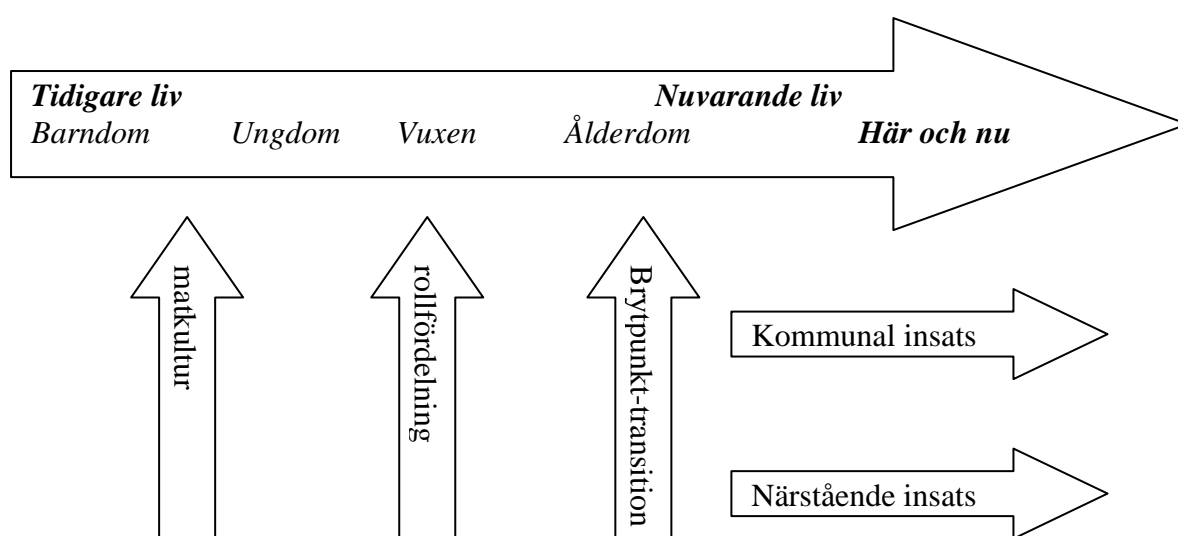 Tidigare liv Nuvarande liv
Barndom Ungdom Vuxen Ålderdom Här och nu
matkultur
rollfördelning
Brytpunkt-transition
Kommunal insats
Närstående insats